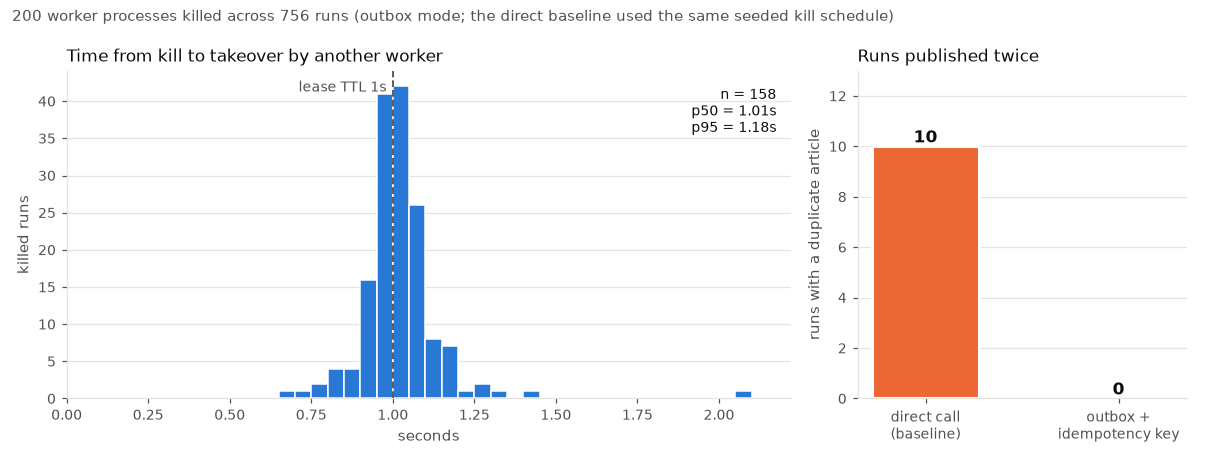 200 worker processes killed across 756 runs (outbox mode; the direct baseline used the same seeded kill schedule)
Time from kill to takeover by another worker
lease TTL 1s
n = 158
p50 = 1.01s
p95 = 1.18s
killed runs
40
35
30
25
20
15
10
5
0
0.00 0.25 0.50 0.75 1.00 1.25 1.50 1.75 2.00
seconds
Runs published twice
runs with a duplicate article
12
10
8
6
4
2
0
10
0
direct call
(baseline)
outbox +
idempotency key